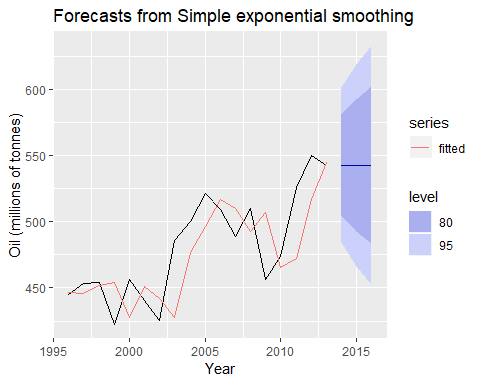 Forecasts from Simple exponential smoothing
Oil (millions of tonnes)
600
550
500
450
1995
2000
2005
2010
2015
Year
series
fitted
level
80
95